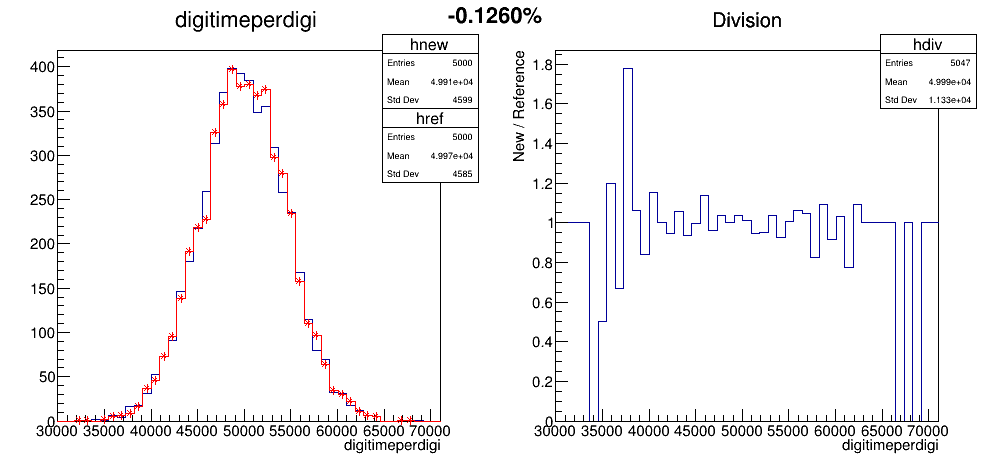 digitimeperdigi
-0.1260%
Division
hnew
Entries 5000
Mean 4.991e+04
Std Dev 4599
href
Entries 5000
Mean 4.997e+04
Std Dev 4585
400
350
300
250
200
150
100
50
0
30000 35000 40000 45000 50000 55000 60000 65000 70000
digitimeperdigi
hdiv
Entries 5047
Mean 4.999e+04
Std Dev 1.133e+04
New / Reference
1.8
1.6
1.4
1.2
1
0.8
0.6
0.4
0.2
0
30000 35000 40000 45000 50000 55000 60000 65000 70000
digitimeperdigi